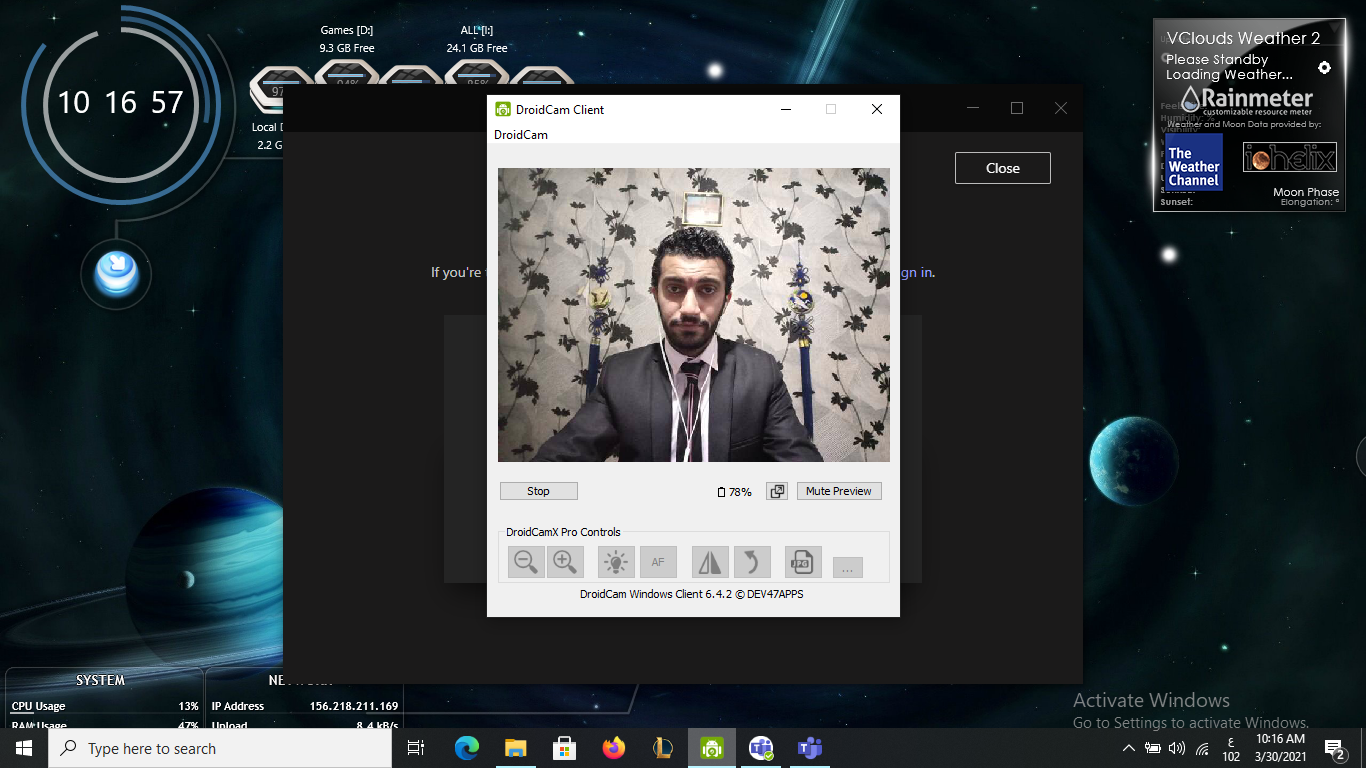 10 16 57
Games [D:]
9.3 GB Free
ALL [I:]
24.1 GB Free
97
94%
85%
Local D
2.2 G
VClouds Weather 2
Please Standby
Loading Weather...
Rainmeter
customizable resource meter
Weather and Moon Data provided by:
The
Weather
Channel
iohelix
Moon Phase
Elongation: °
Sunset:
DroidCam Client
DroidCam
Close
If you're
gn in.
Stop
78%
Mute Preview
DroidCamX Pro Controls
AF
JPG
...
DroidCam Windows Client 6.4.2 © DEV47APPS
SYSTEM
CPU Usage 13%
RAM Usage 47%
IP Address 156.218.211.169
Upload 8.4 kB/s
Activate Windows
Go to Settings to activate Windows.
Type here to search
ع
102
10:16 AM
3/30/2021
2